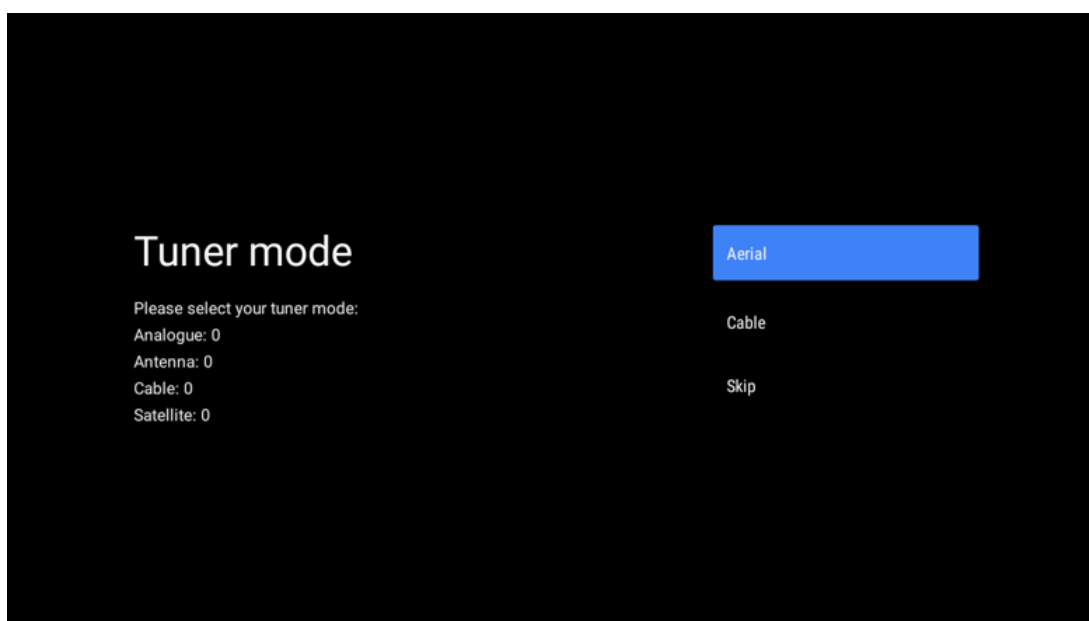 Tuner mode
Please select your tuner mode:
Analogue: 0
Antenna: 0
Cable: 0
Satellite: 0
Aerial
Cable
Skip